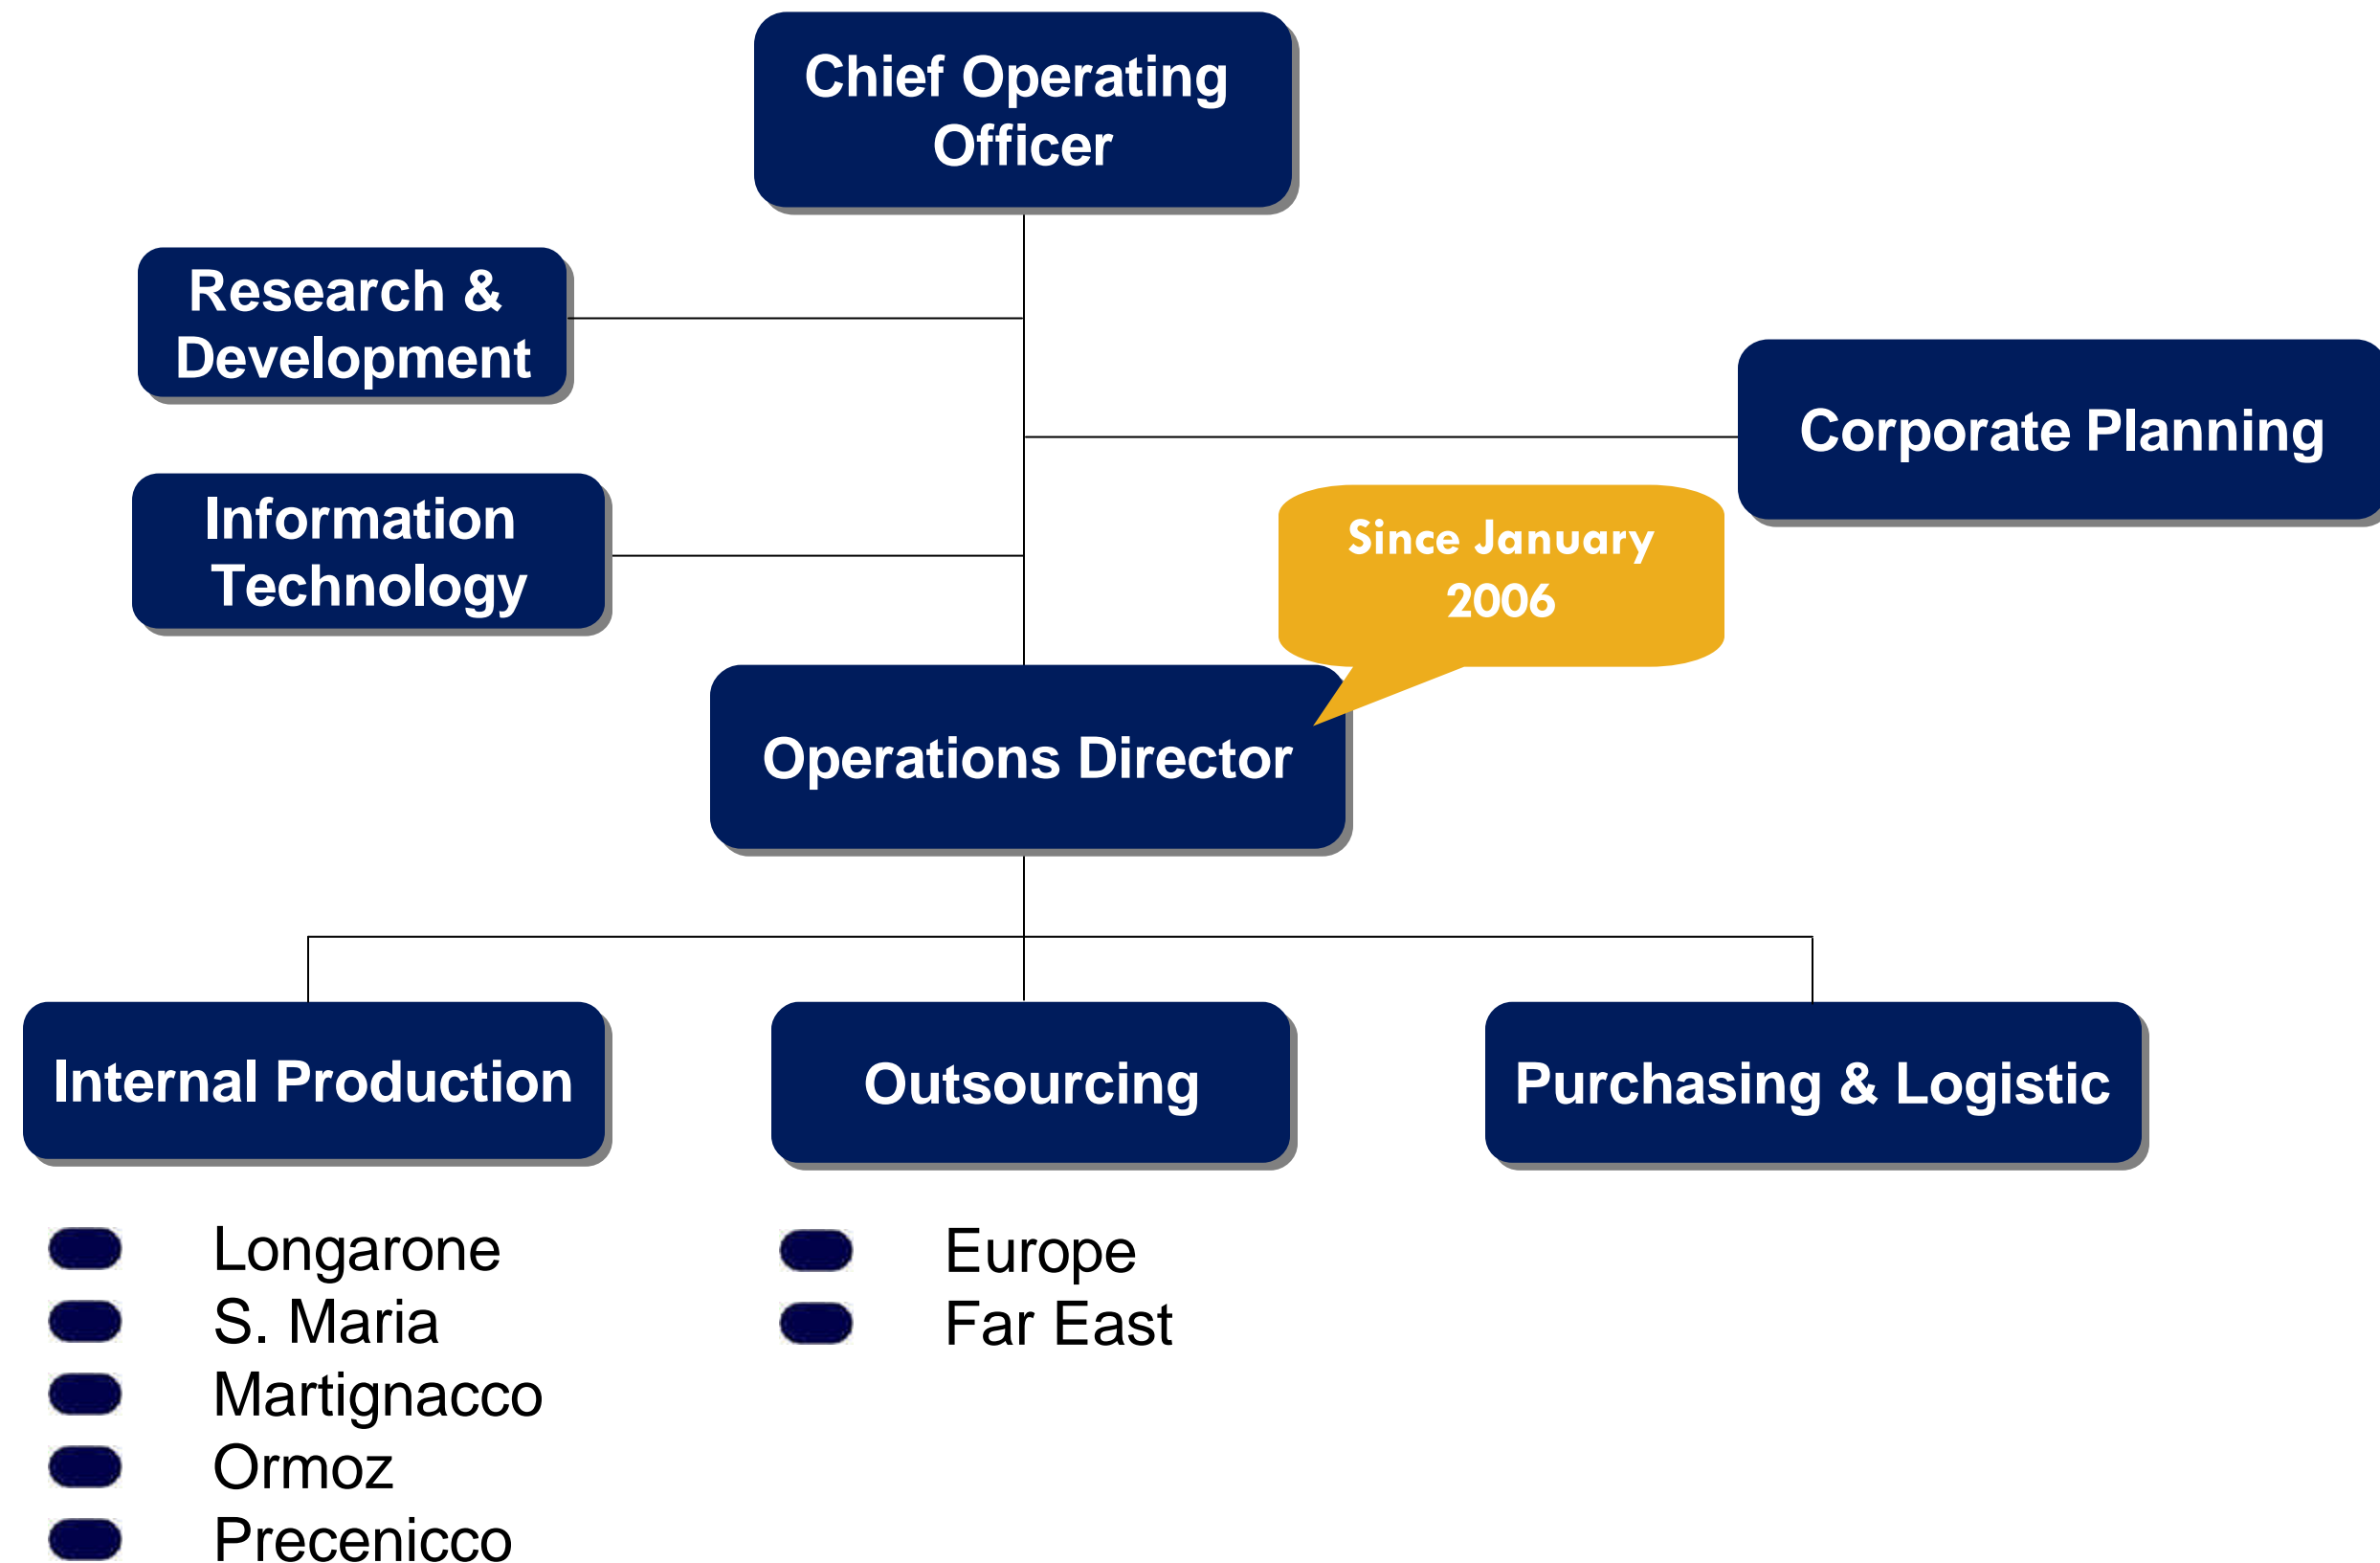 Chief Operating
Officer
Research &
Development
Corporate Planning
Information
Technology
Since January
2006
Operations Director
Internal Production
Outsourcing
Purchasing & Logistic
Longarone
S. Maria
Martignacco
Ormoz
Precenicco
Europe
Far East